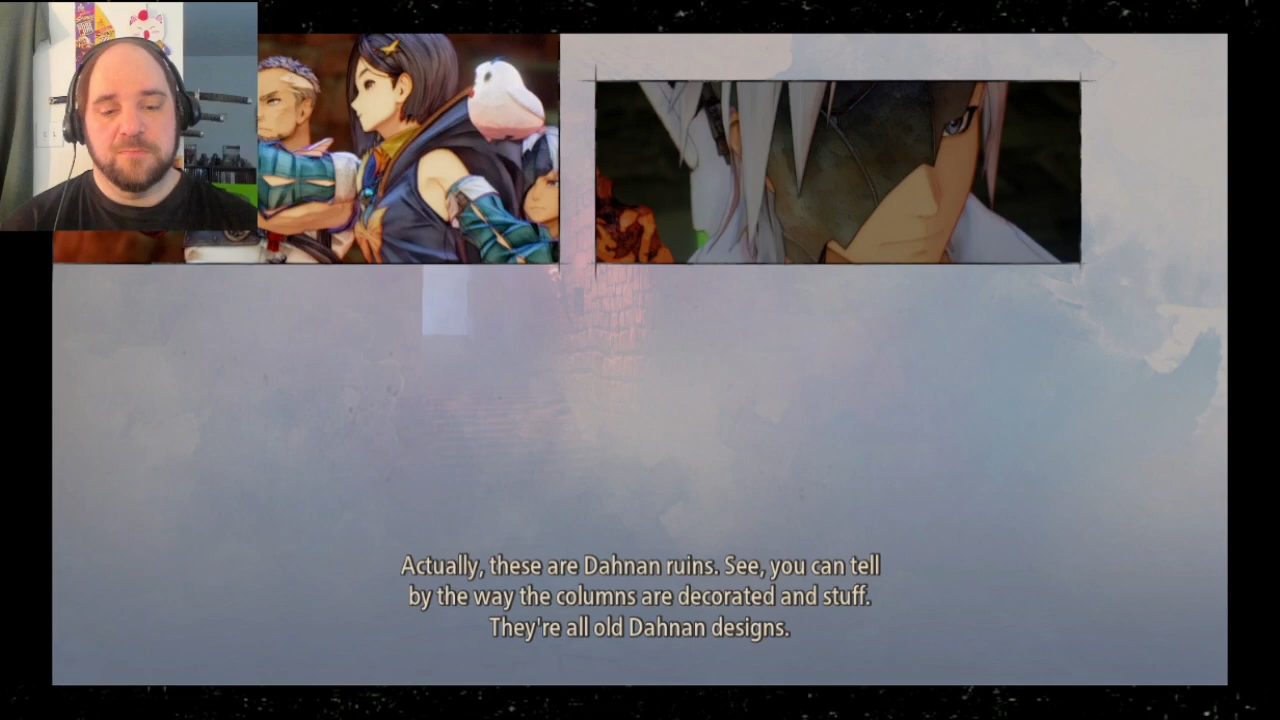 Actually, these are Dahnan ruins. See, you can tell
by the way the columns are decorated and stuff.
They're all old Dahnan designs.